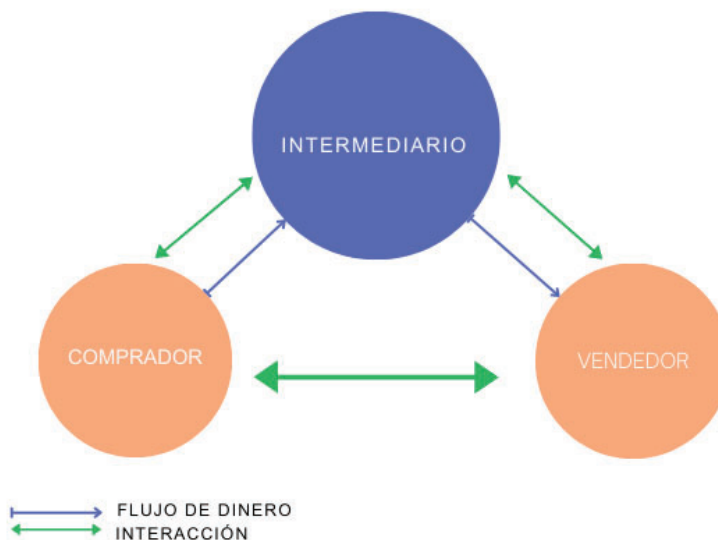 INTERMEDIARIO
COMPRADOR
VENDEDOR
FLUJO DE DINERO
INTERACCIÓN